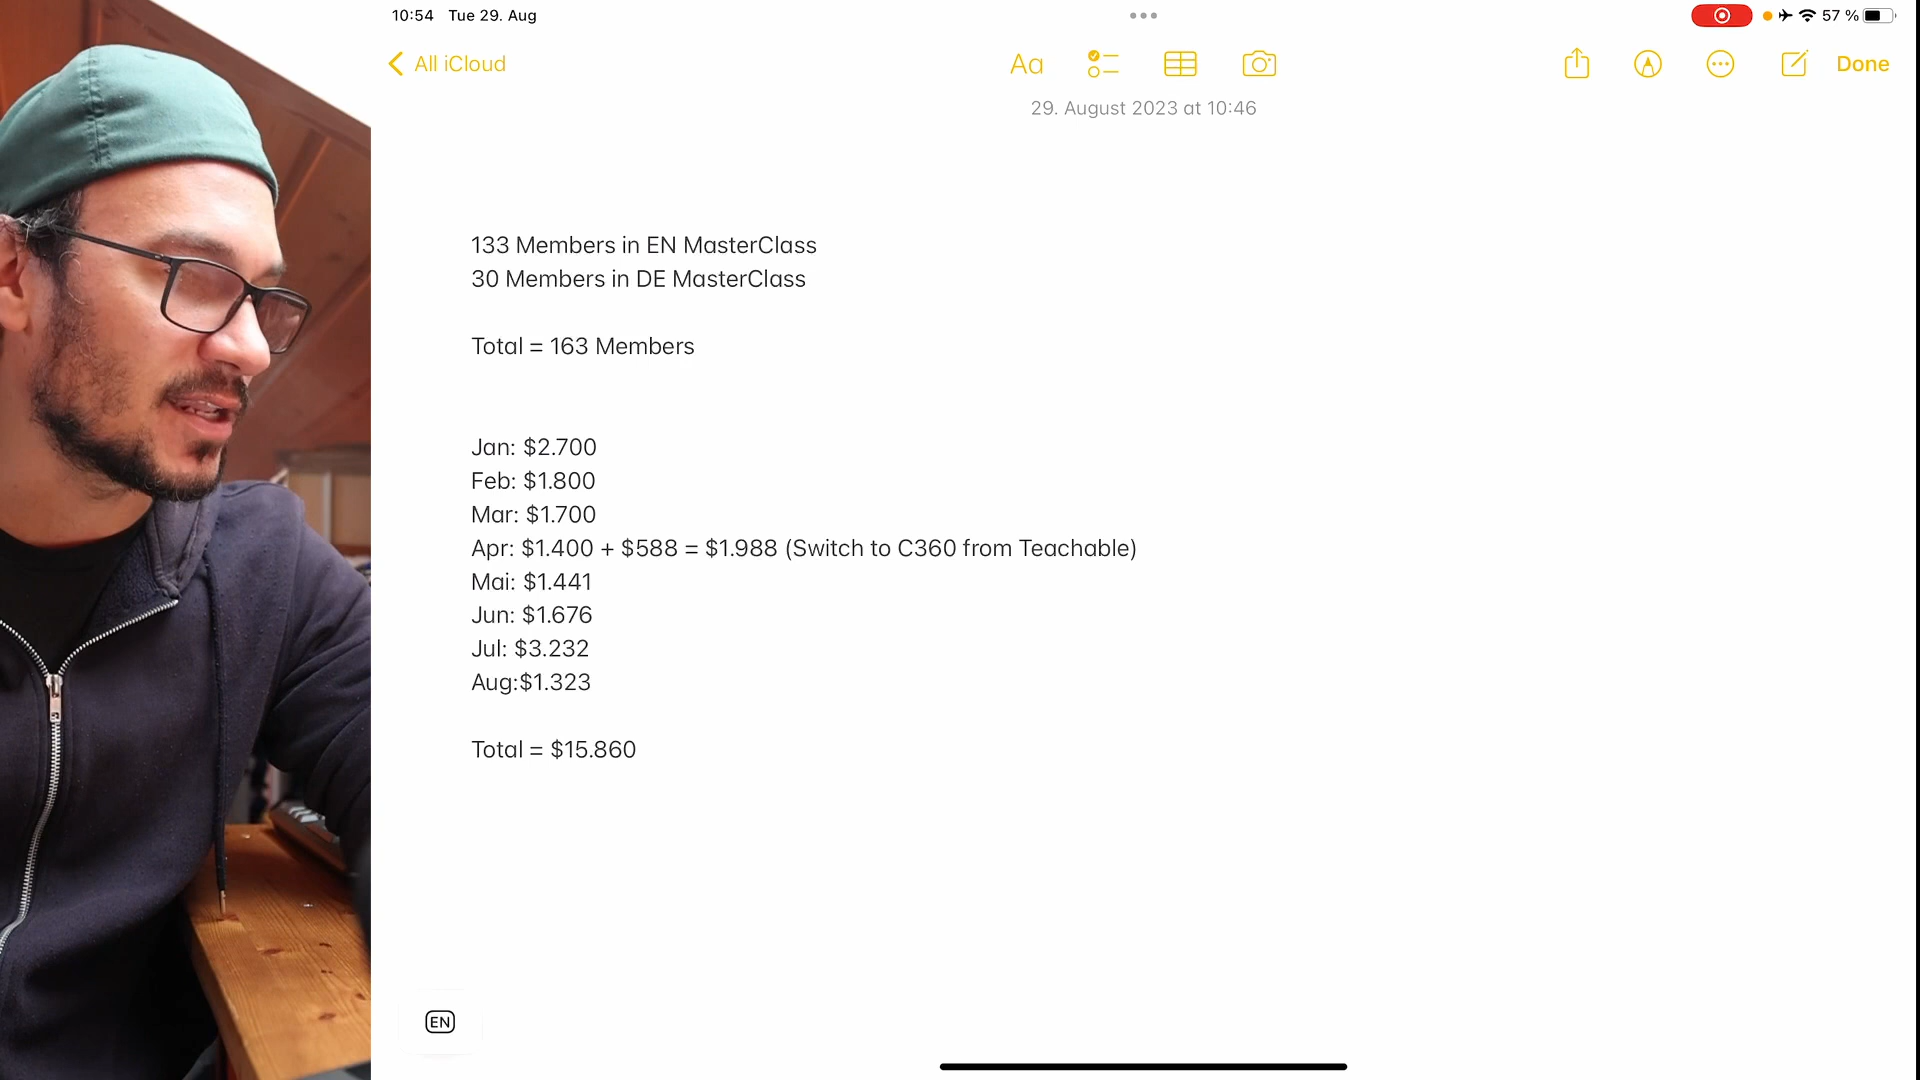 10:54 Tue 29. Aug
57 %
All iCloud
Aa
Done
29. August 2023 at 10:46
133 Members in EN MasterClass
30 Members in DE MasterClass
Total = 163 Members
Jan: $2.700
Feb: $1.800
Mar: $1.700
Apr: $1.400 + $588 = $1.988 (Switch to C360 from Teachable)
Mai: $1.441
Jun: $1.676
Jul: $3.232
Aug:$1.323
Total = $15.860
EN